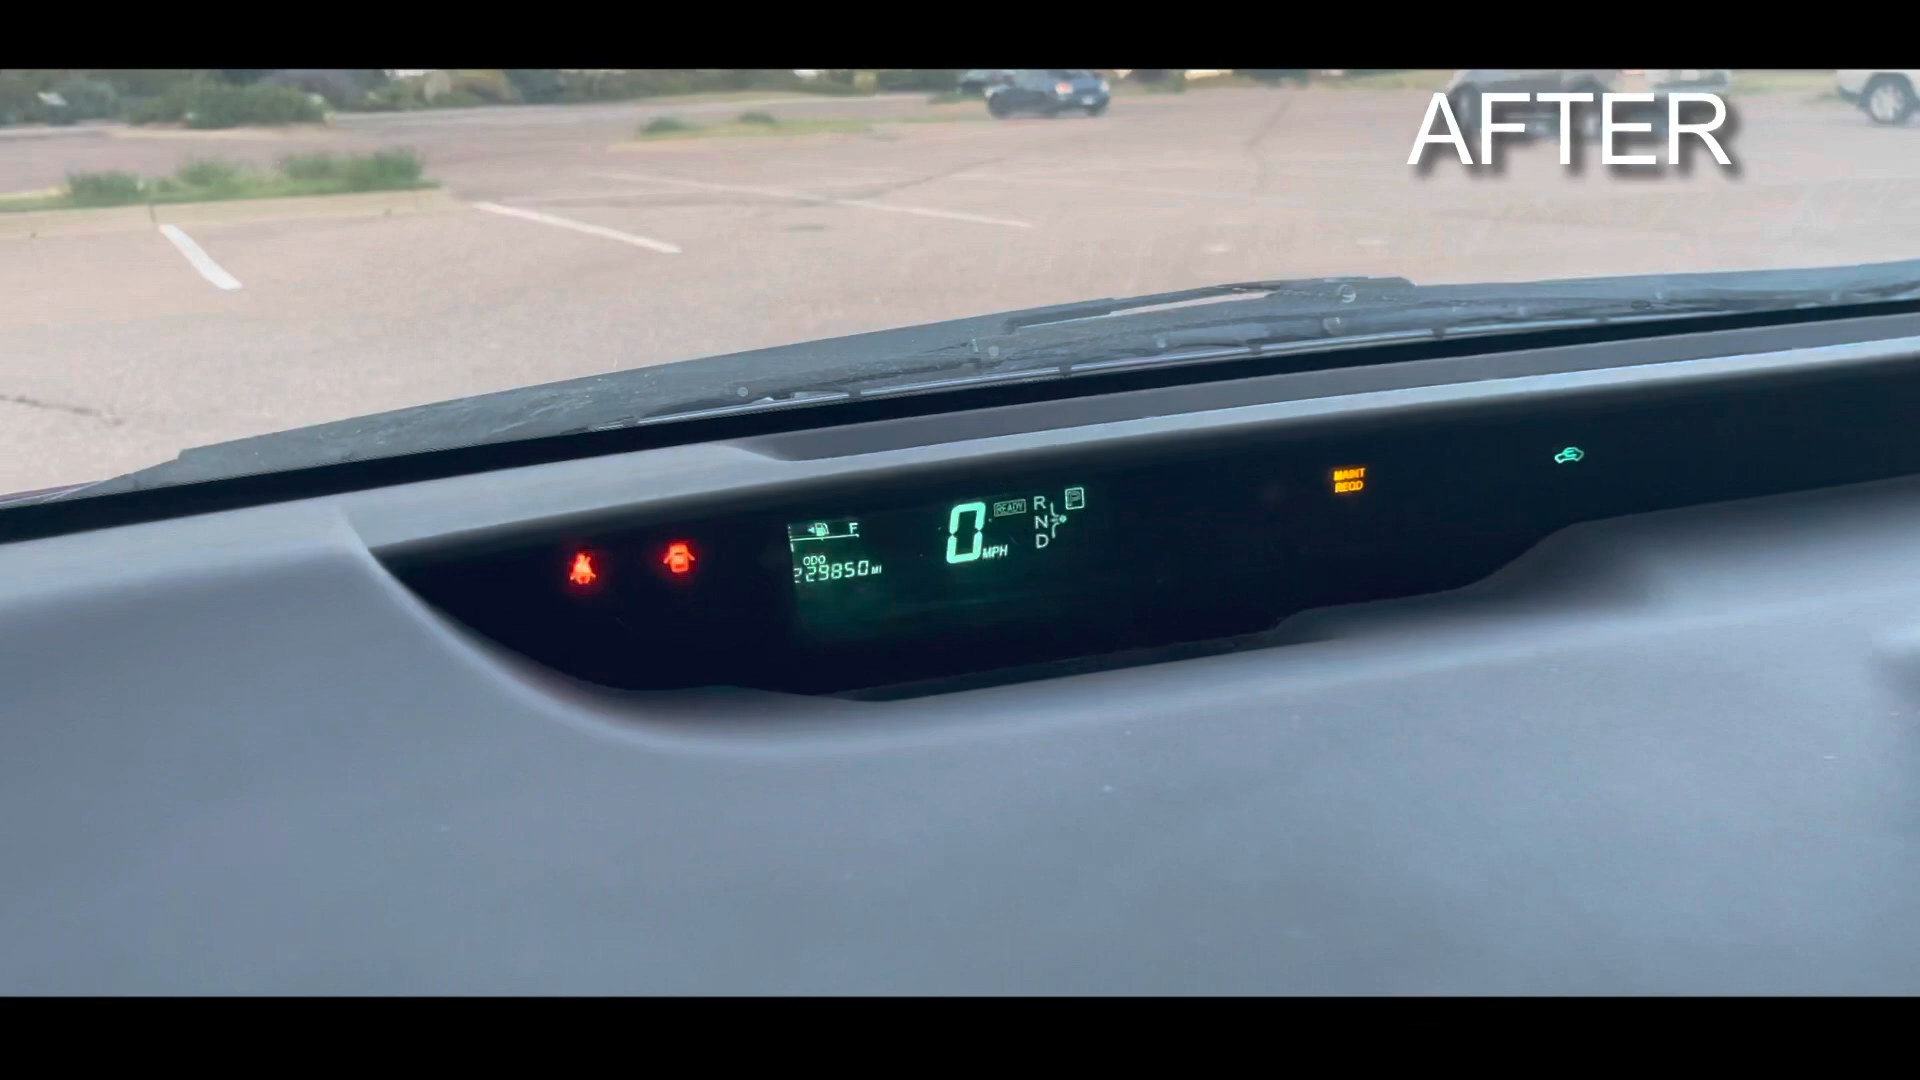 AFTER
F
ODO
229850 MI
0 MPH
READY
R
N
D
P
MAINT
REQD